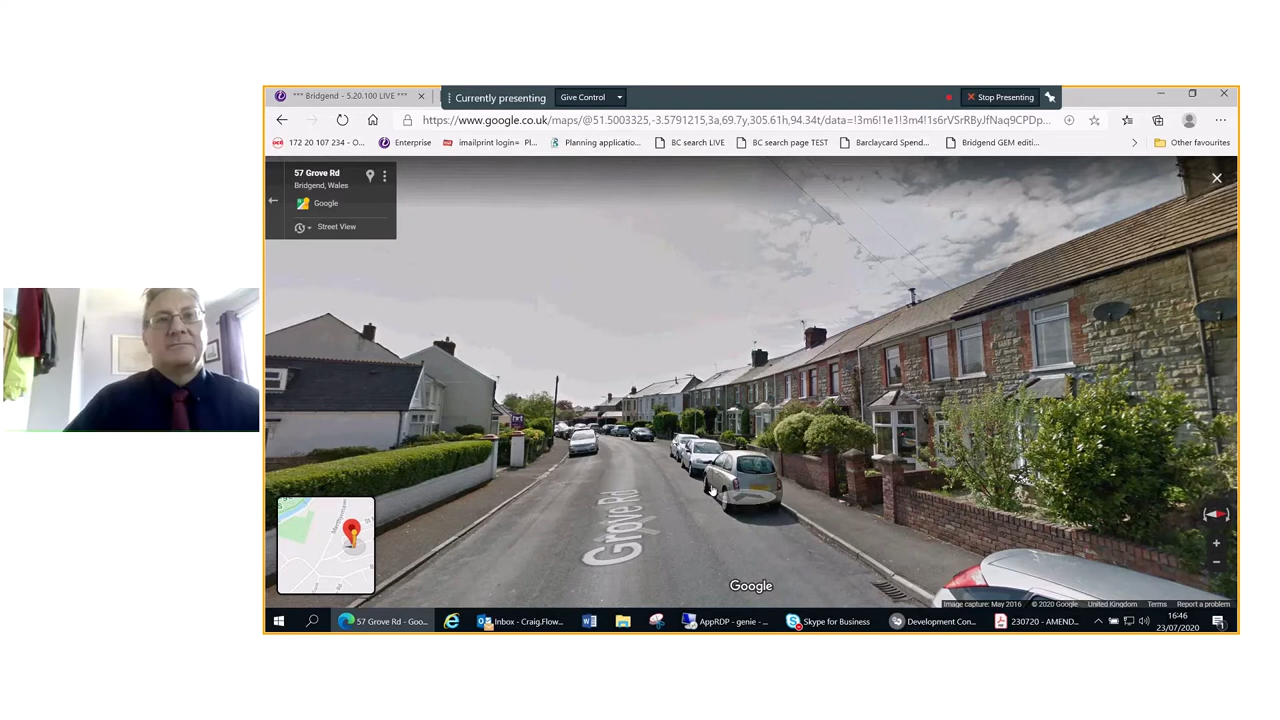 *** Bridgend - 5.20.100 LIVE ***
Currently presenting
Give Control
Stop Presenting
https://www.google.co.uk/maps/@51.5003325,-3.5791215,3a,69.7y,305.61h,94.34t/data=!3m6!1e1!3m4!1s6rVSrRByJfNaq9CPDp...
172 20 107 234 - O...
Enterprise
imailprint login= Pl...
Planning applicatio...
BC search LIVE
BC search page TEST
Barclaycard Spend...
Bridgend GEM editi...
Other favourites
57 Grove Rd
Bridgend, Wales
Google
Street View
Grove Rd
Google
Image capture: May 2016 © 2020 Google United Kingdom Terms Report a problem
57 Grove Rd - Goo...
Inbox - Craig.Flow...
AppRDP - genie - ...
Skype for Business
Development Con...
230720 - AMEND...
16:46
23/07/2020